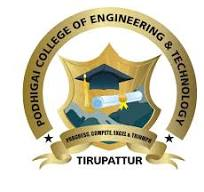 PODHIGAI COLLEGE OF ENGINEERING & TECHNOLOGY
PROGRESS, COMPETE, EXCEL & TRIUMPH
TIRUPATTUR